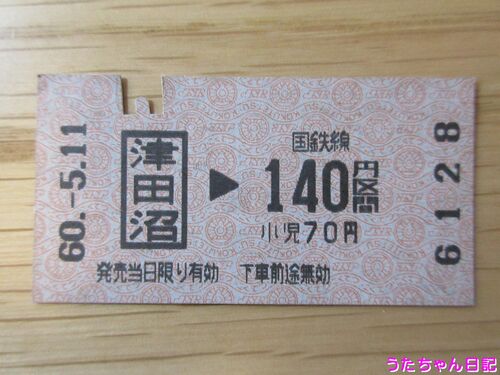 60.-5.11
津田沼
▶
国鉄線
140円区間
小児70円
発売当日限り有効 下車前途無効
6128
うたちゃん日記